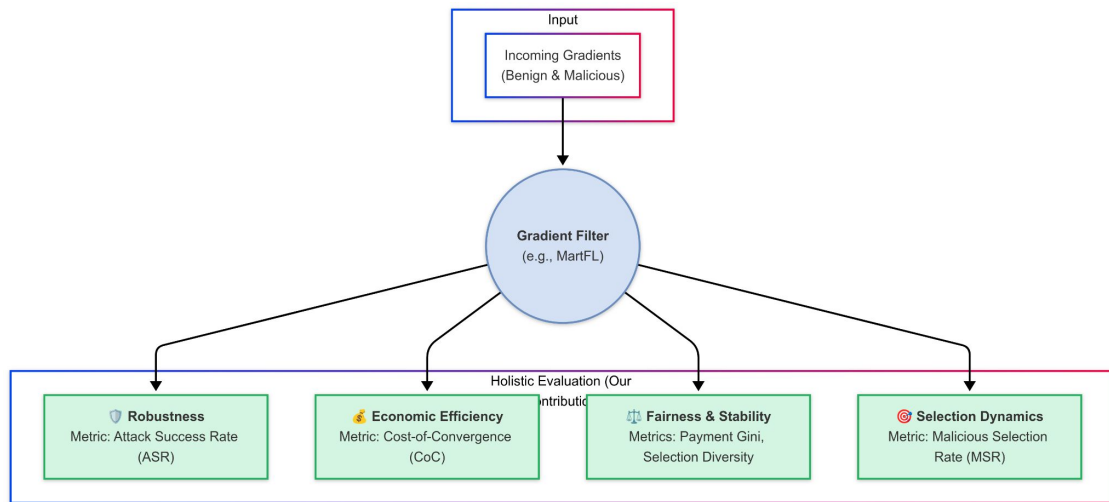 Input
Incoming Gradients
(Benign & Malicious)
Gradient Filter
(e.g., MartFL)
Holistic Evaluation (Our
ontributio
🛡️ Robustness
Metric: Attack Success Rate
(ASR)
💰 Economic Efficiency
Metric: Cost-of-Convergence
(CoC)
⚖️ Fairness & Stability
Metrics: Payment Gini,
Selection Diversity
🎯 Selection Dynamics
Metric: Malicious Selection
Rate (MSR)